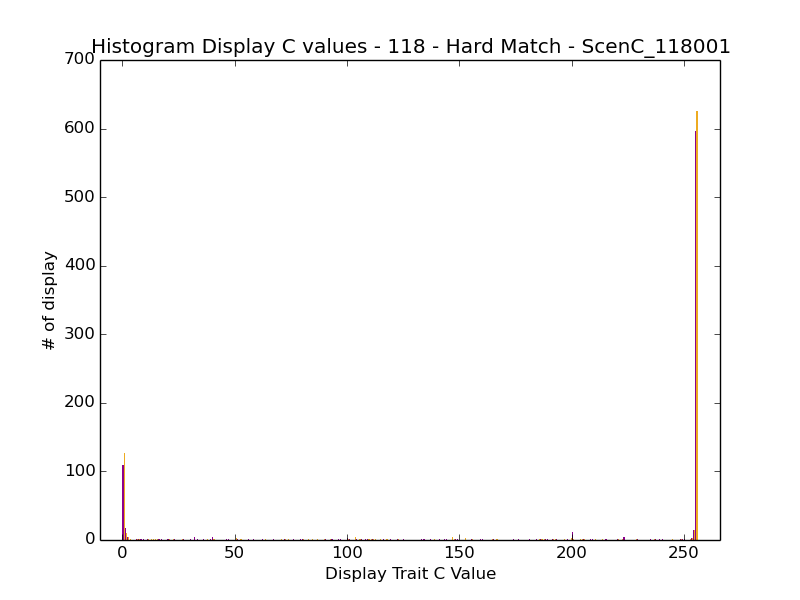 Histogram Display C values - 118 - Hard Match - ScenC_118001
700
600
500
400
300
200
100
0
0 50 100 150 200 250
# of display
Display Trait C Value